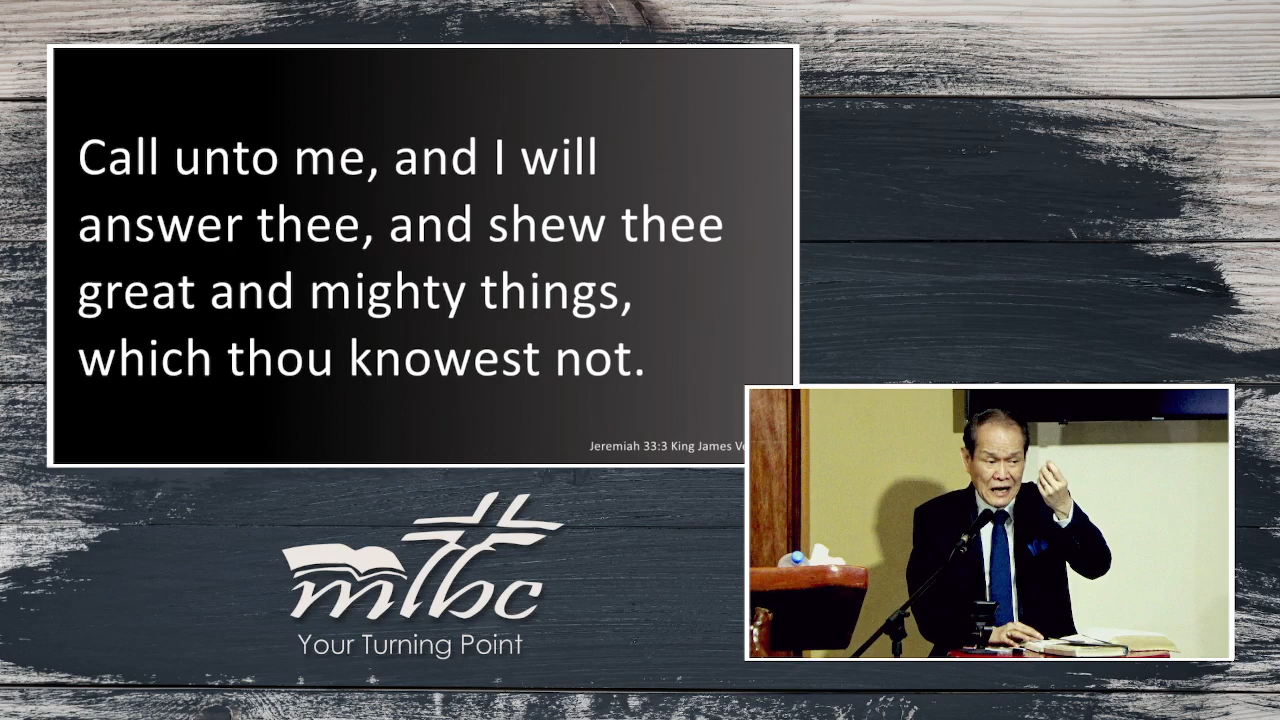 Call unto me, and I will
answer thee, and shew thee
great and mighty things,
which thou knowest not.
Jeremiah 33:3 King James
mlbc
Your Turning Point